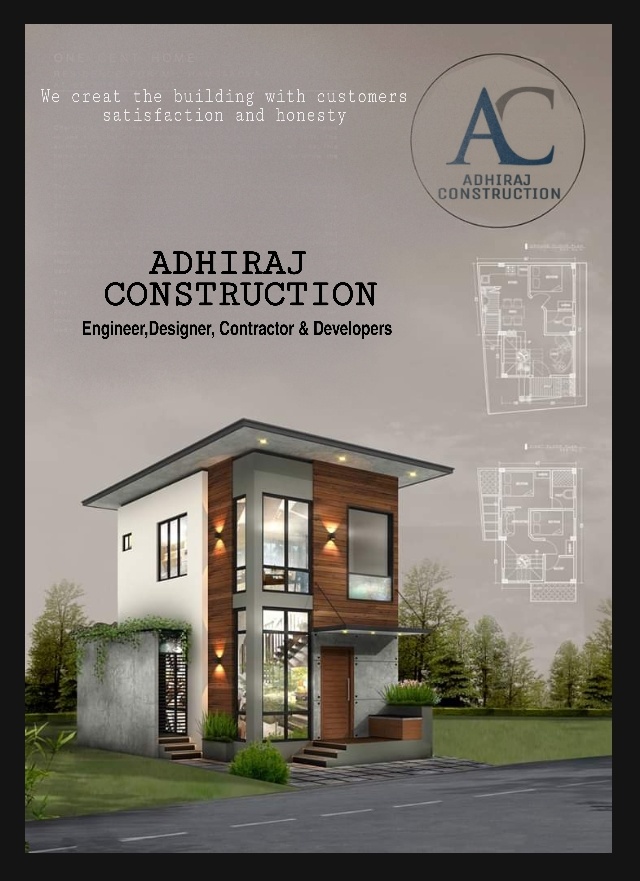 We creat the building with customers
satisfaction and honesty
AC
ADHIRAJ
CONSTRUCTION
ADHIRAJ
CONSTRUCTION
Engineer,Designer, Contractor & Developers